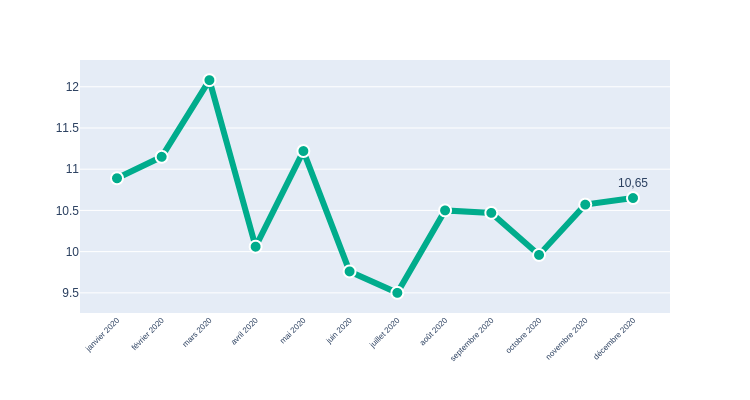 12
11.5
11
10.5
10
9.5
10,65
janvier 2020
février 2020
mars 2020
avril 2020
mai 2020
juin 2020
juillet 2020
août 2020
septembre 2020
octobre 2020
novembre 2020
décembre 2020